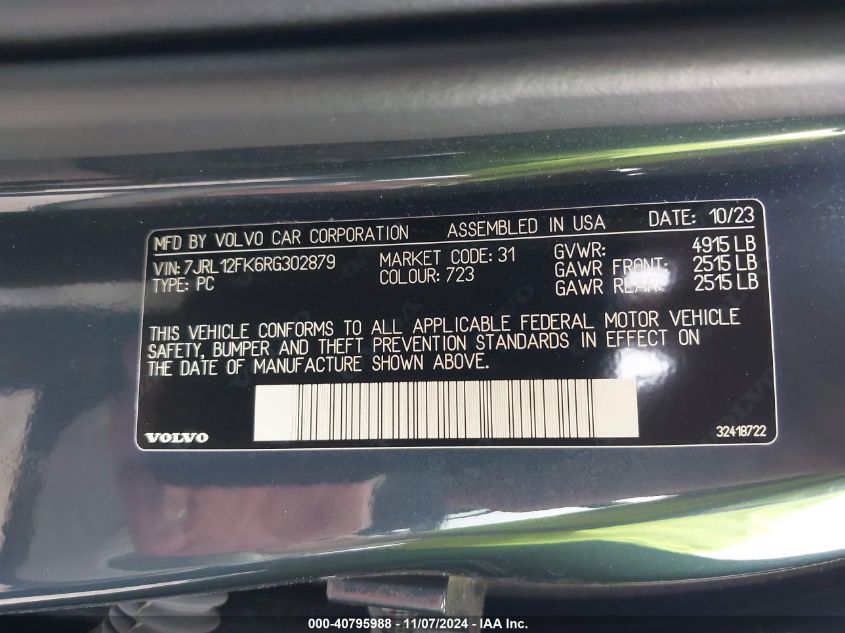 MFD BY VOLVO CAR CORPORATION ASSEMBLED IN USA DATE: 10/23
VIN: 7JRL12FK6RG302879 MARKET CODE: 31 GVWR: 4915 LB
TYPE: PC COLOUR: 723 GAWR FRONT: 2515 LB
GAWR REAR: 2515 LB
THIS VEHICLE CONFORMS TO ALL APPLICABLE FEDERAL MOTOR VEHICLE
SAFETY, BUMPER AND THEFT PREVENTION STANDARDS IN EFFECT ON
THE DATE OF MANUFACTURE SHOWN ABOVE.
VOLVO 32418722
000-40795988 - 11/07/2024 - IAA Inc.